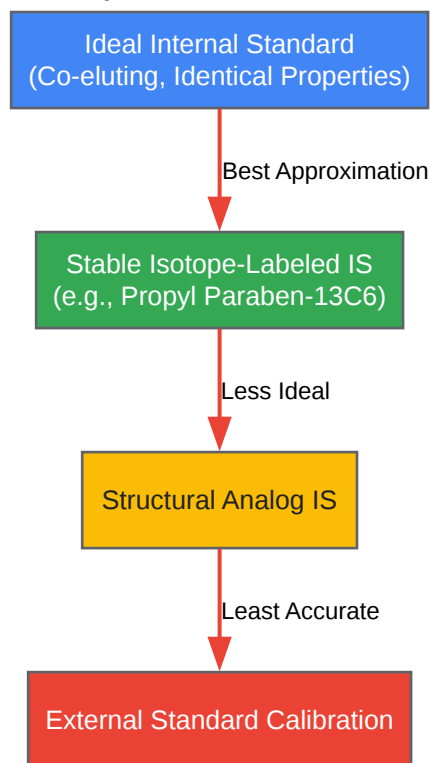 Ideal Internal Standard
(Co-eluting, Identical Properties)
Best Approximation
Stable Isotope-Labeled IS
(e.g., Propyl Paraben-13C6)
Less Ideal
Structural Analog IS
Least Accurate
External Standard Calibration